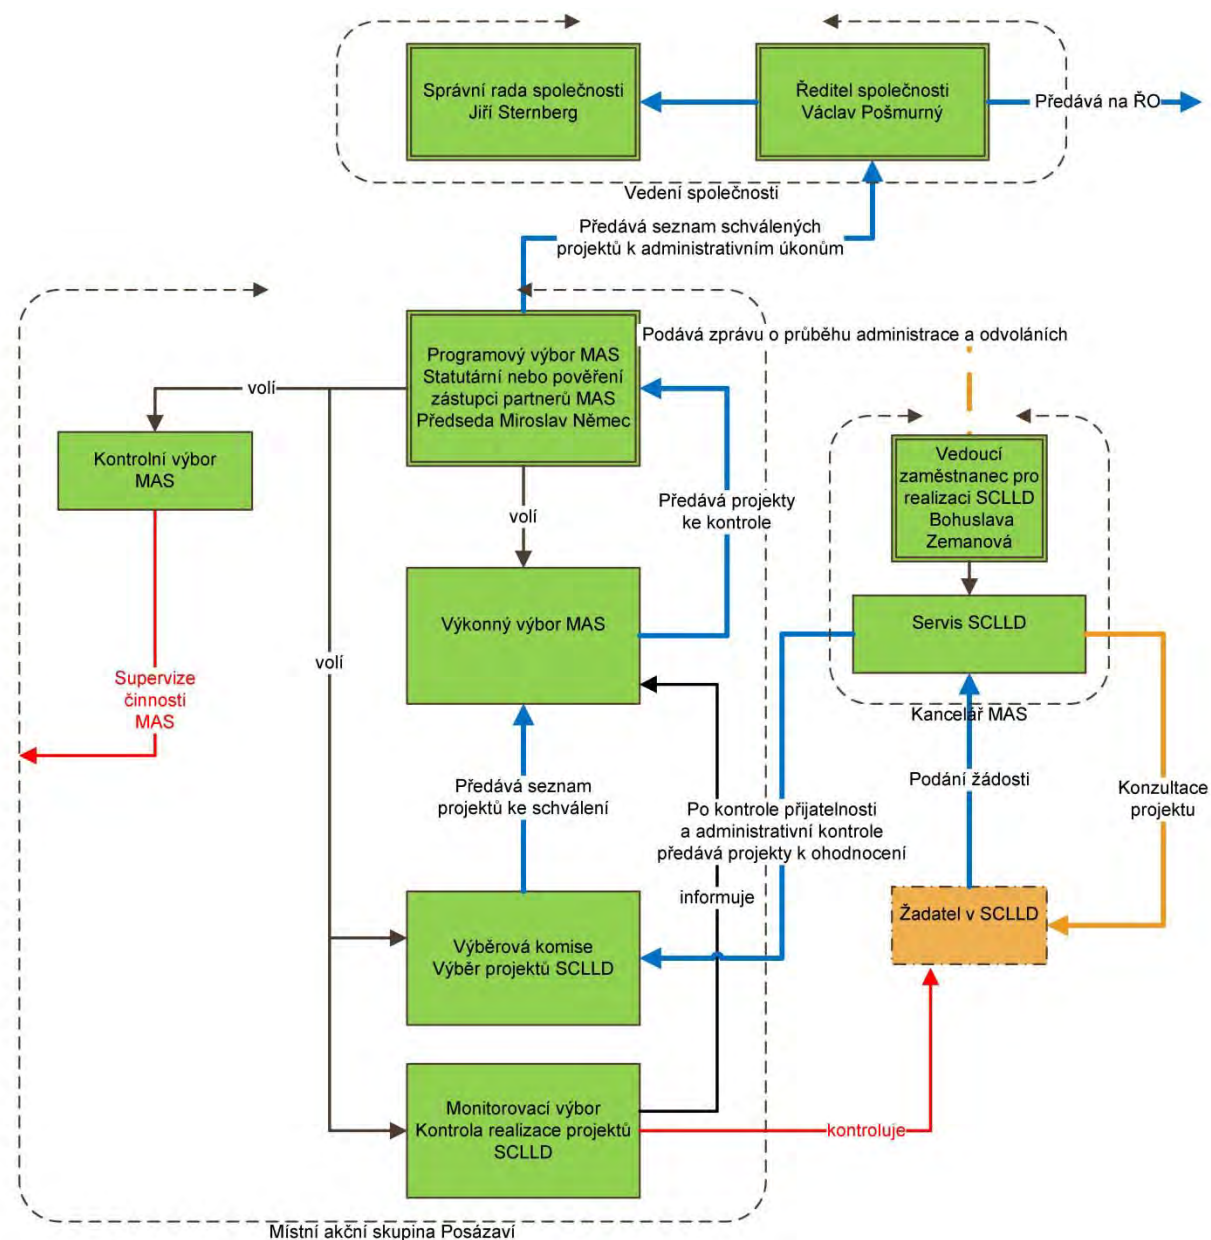 Správní rada společnosti
Jiří Sternberg
Ředitel společnosti
Václav Pošmurný
Předává na ŘO
Vedení společnosti
Předává seznam schválených
projektů k administrativním úkonům
Programový výbor MAS
Statutární nebo pověření
zástupci partnerů MAS
Předseda Miroslav Němec
Podává zprávu o průběhu administrace a odvoláních
volí
Kontrolní výbor
MAS
Vedoucí
zaměstnanec pro
realizaci SCLLD
Bohuslava
Zemanová
Předává projekty
ke kontrole
volí
Výkonný výbor MAS
Servis SCLLD
volí
Supervize
činnosti
MAS
Kancelář MAS
Předává seznam
projektů ke schválení
Po kontrole přijatelnosti
a administrativní kontrole
předává projekty k ohodnocení
Podání žádosti
Konzultace
projektu
informuje
Žadatel v SCLLD
Výběrová komise
Výběr projektů SCLLD
Monitorovací výbor
Kontrola realizace projektů
SCLLD
kontroluje
Místní akční skupina Posázaví